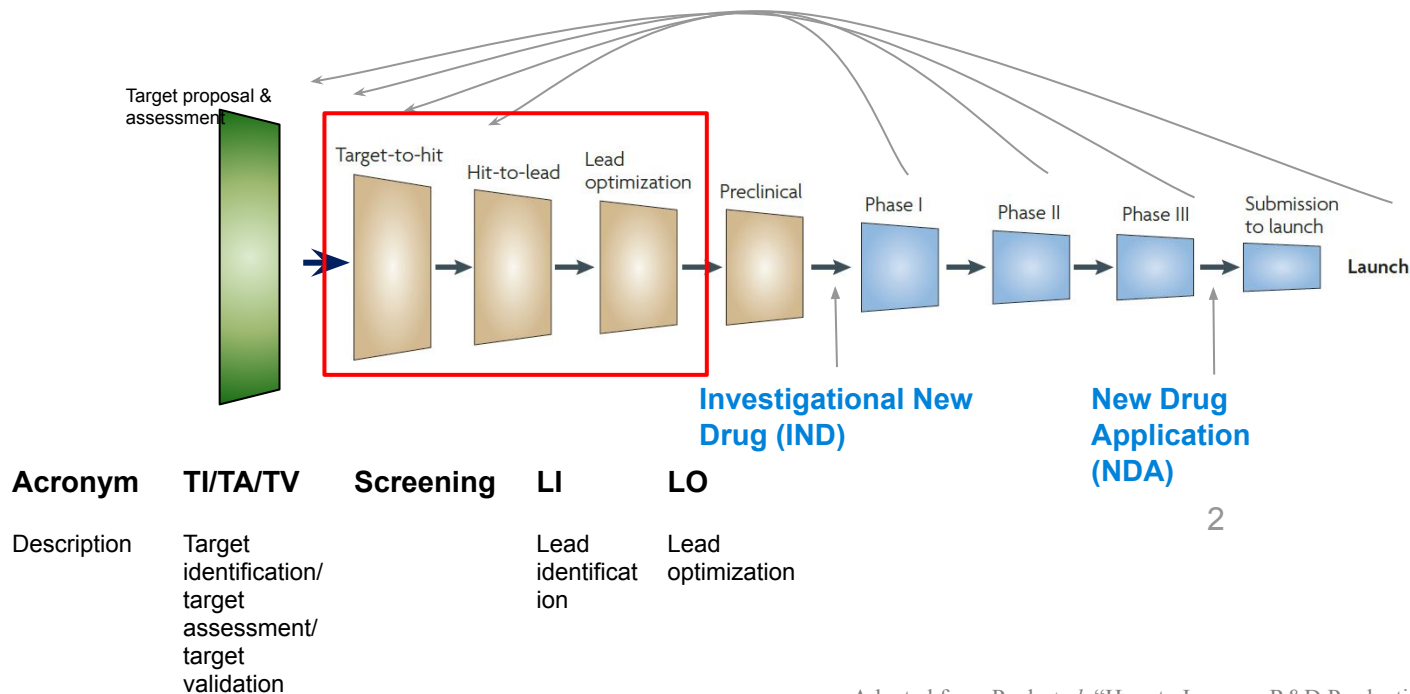 Target proposal &
assessment
Target-to-hit
Hit-to-lead
Lead
optimization
Preclinical
Phase I
Phase II
Phase III
Submission
to launch
Launch
Investigational New
Drug (IND)
New Drug
Application
(NDA)
Acronym TI/TA/TV Screening LI LO
Description
Target
identification/
target
assessment/
target
validation
Lead
identificat
ion
Lead
optimization
2